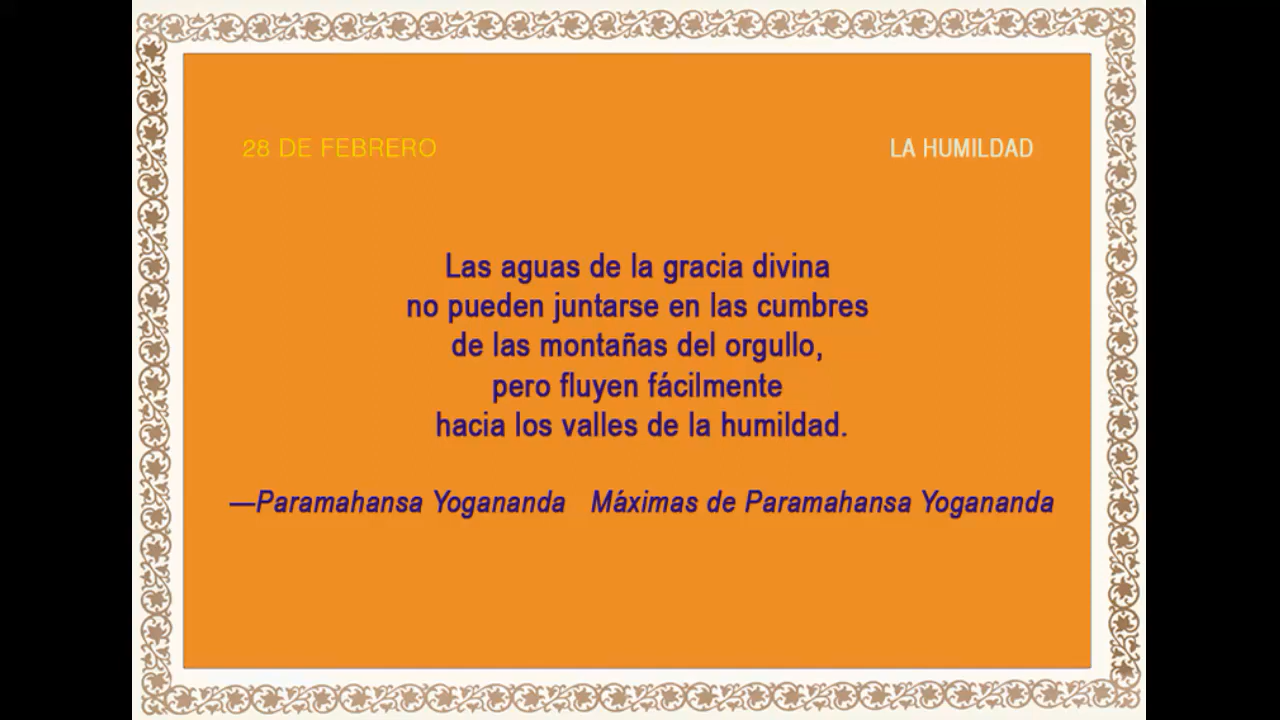 28 DE FEBRERO LA HUMILDAD
Las aguas de la gracia divina
no pueden juntarse en las cumbres
de las montañas del orgullo,
pero fluyen fácilmente
hacia los valles de la humildad.
—Paramahansa Yogananda Máximas de Paramahansa Yogananda